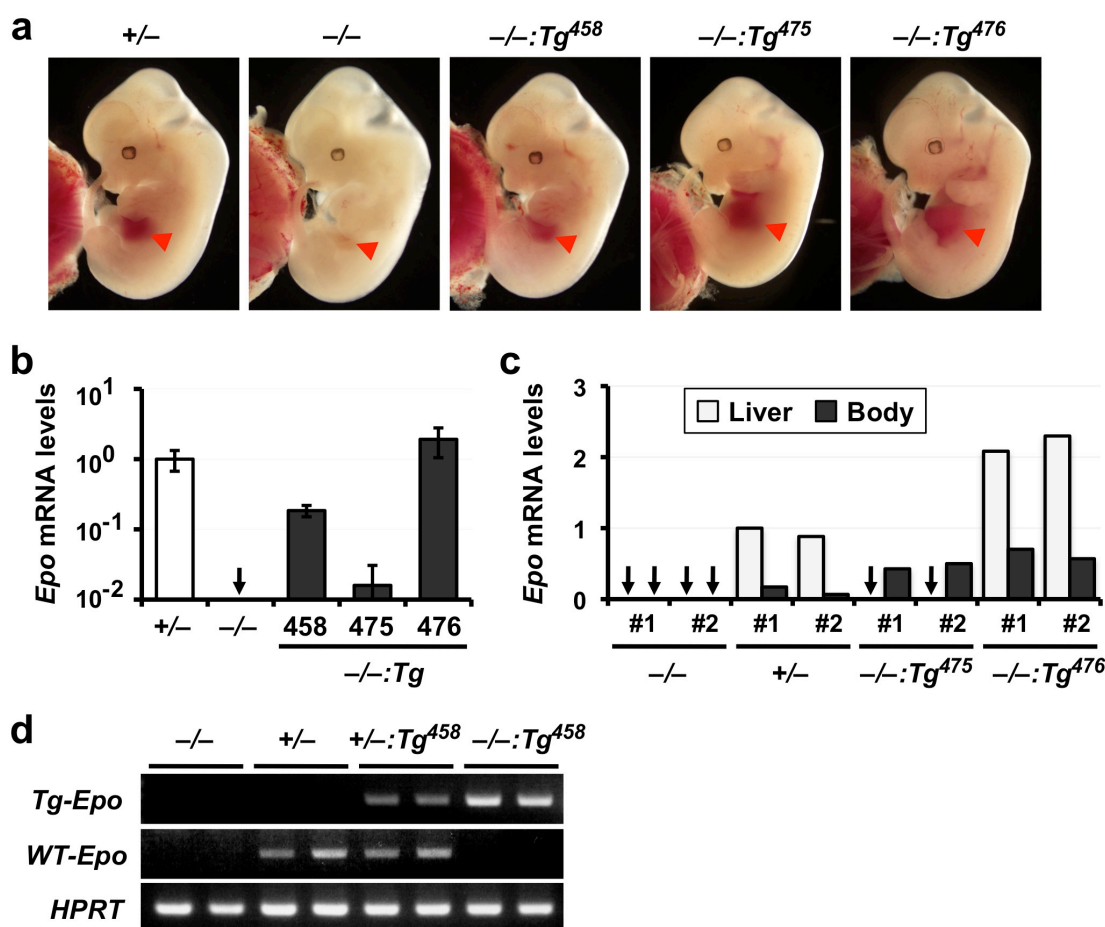 a
+/– –/– –/–:Tg458 –/–:Tg475 –/–:Tg476
b
Epo mRNA levels
101
100
10-1
10-2
+/– –/– 458 475 476
–/–:Tg
c
Epo mRNA levels
3
2
1
0
Liver Body
#1 #2 #1 #2 #1 #2 #1 #2
–/– +/– –/–:Tg475 –/–:Tg476
d
–/– +/– +/–:Tg458 –/–:Tg458
Tg-Epo
WT-Epo
HPRT